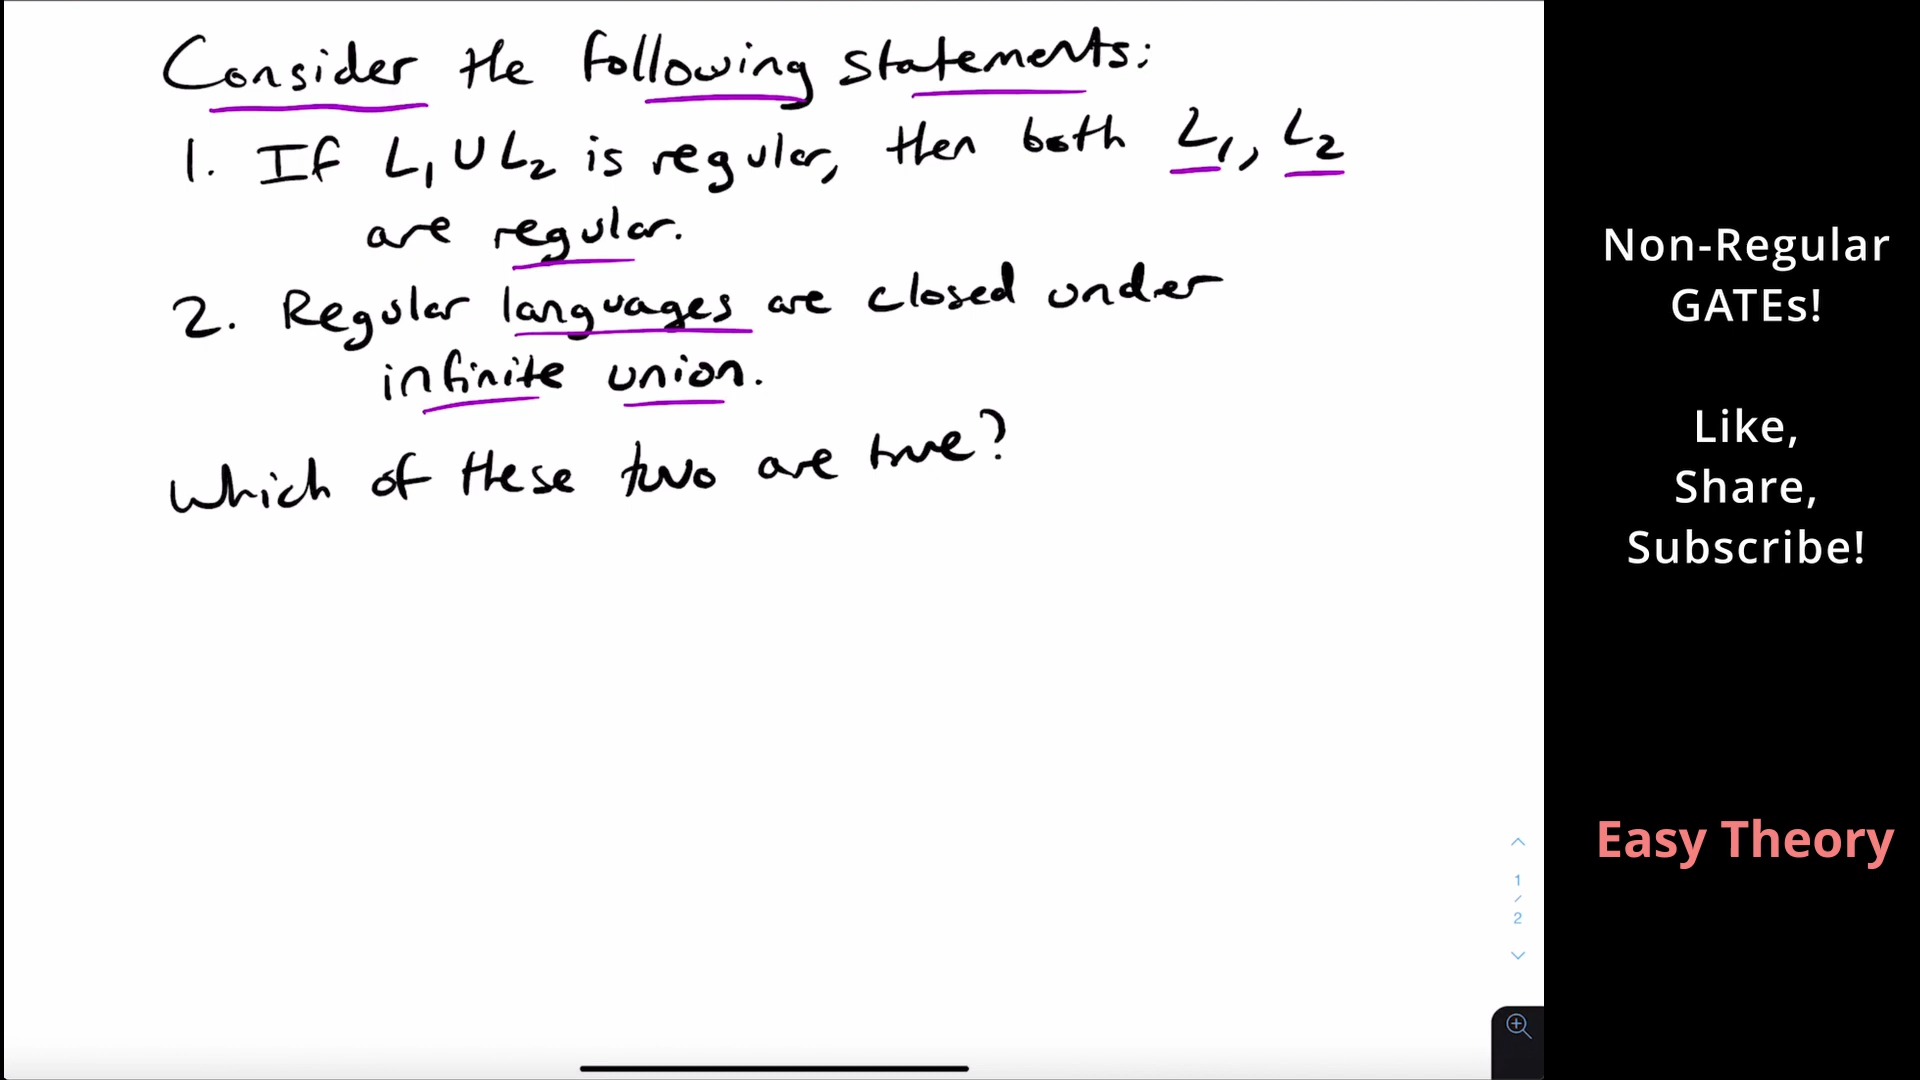 Consider the following statements:
1. If L₁ ∪ L₂ is regular, then both L₁, L₂
are regular.
2. Regular languages are closed under
infinite union.
Which of these two are true?
Non-Regular
GATEs!
Like,
Share,
Subscribe!
Easy Theory
1
/
2